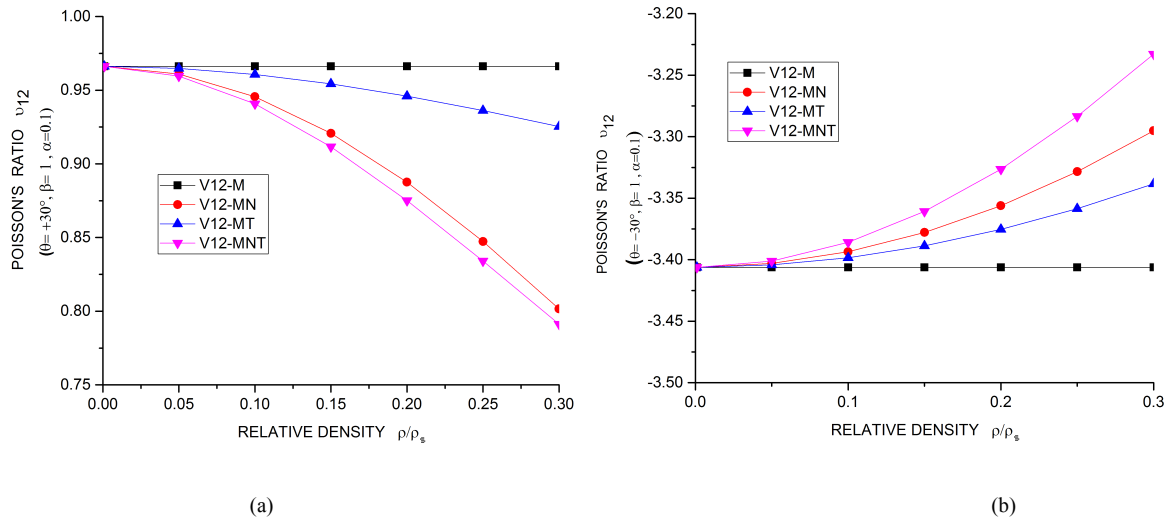 1.00
0.95
0.90
0.85
0.80
0.75
0.00 0.05 0.10 0.15 0.20 0.25 0.30
POISSON'S RATIO υ12
(θ= +30°, β= 1 , α=0.1)
V12-M
V12-MN
V12-MT
V12-MNT
RELATIVE DENSITY ρ/ρs
(a)
-3.20
-3.25
-3.30
-3.35
-3.40
-3.45
-3.50
0.0 0.1 0.2 0.3
POISSON'S RATIO υ12
(θ= −30°, β= 1 , α=0.1)
V12-M
V12-MN
V12-MT
V12-MNT
RELATIVE DENSITY ρ/ρs
(b)